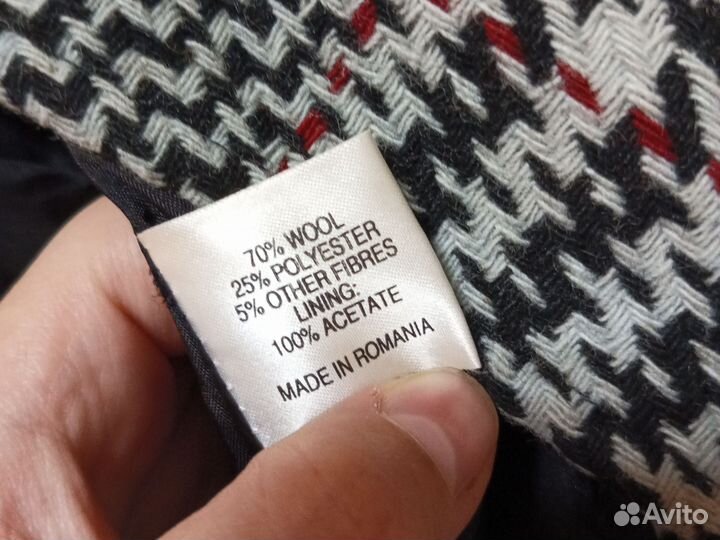 70% WOOL
25% POLYESTER
5% OTHER FIBRES
LINING:
100% ACETATE
MADE IN ROMANIA
Avito